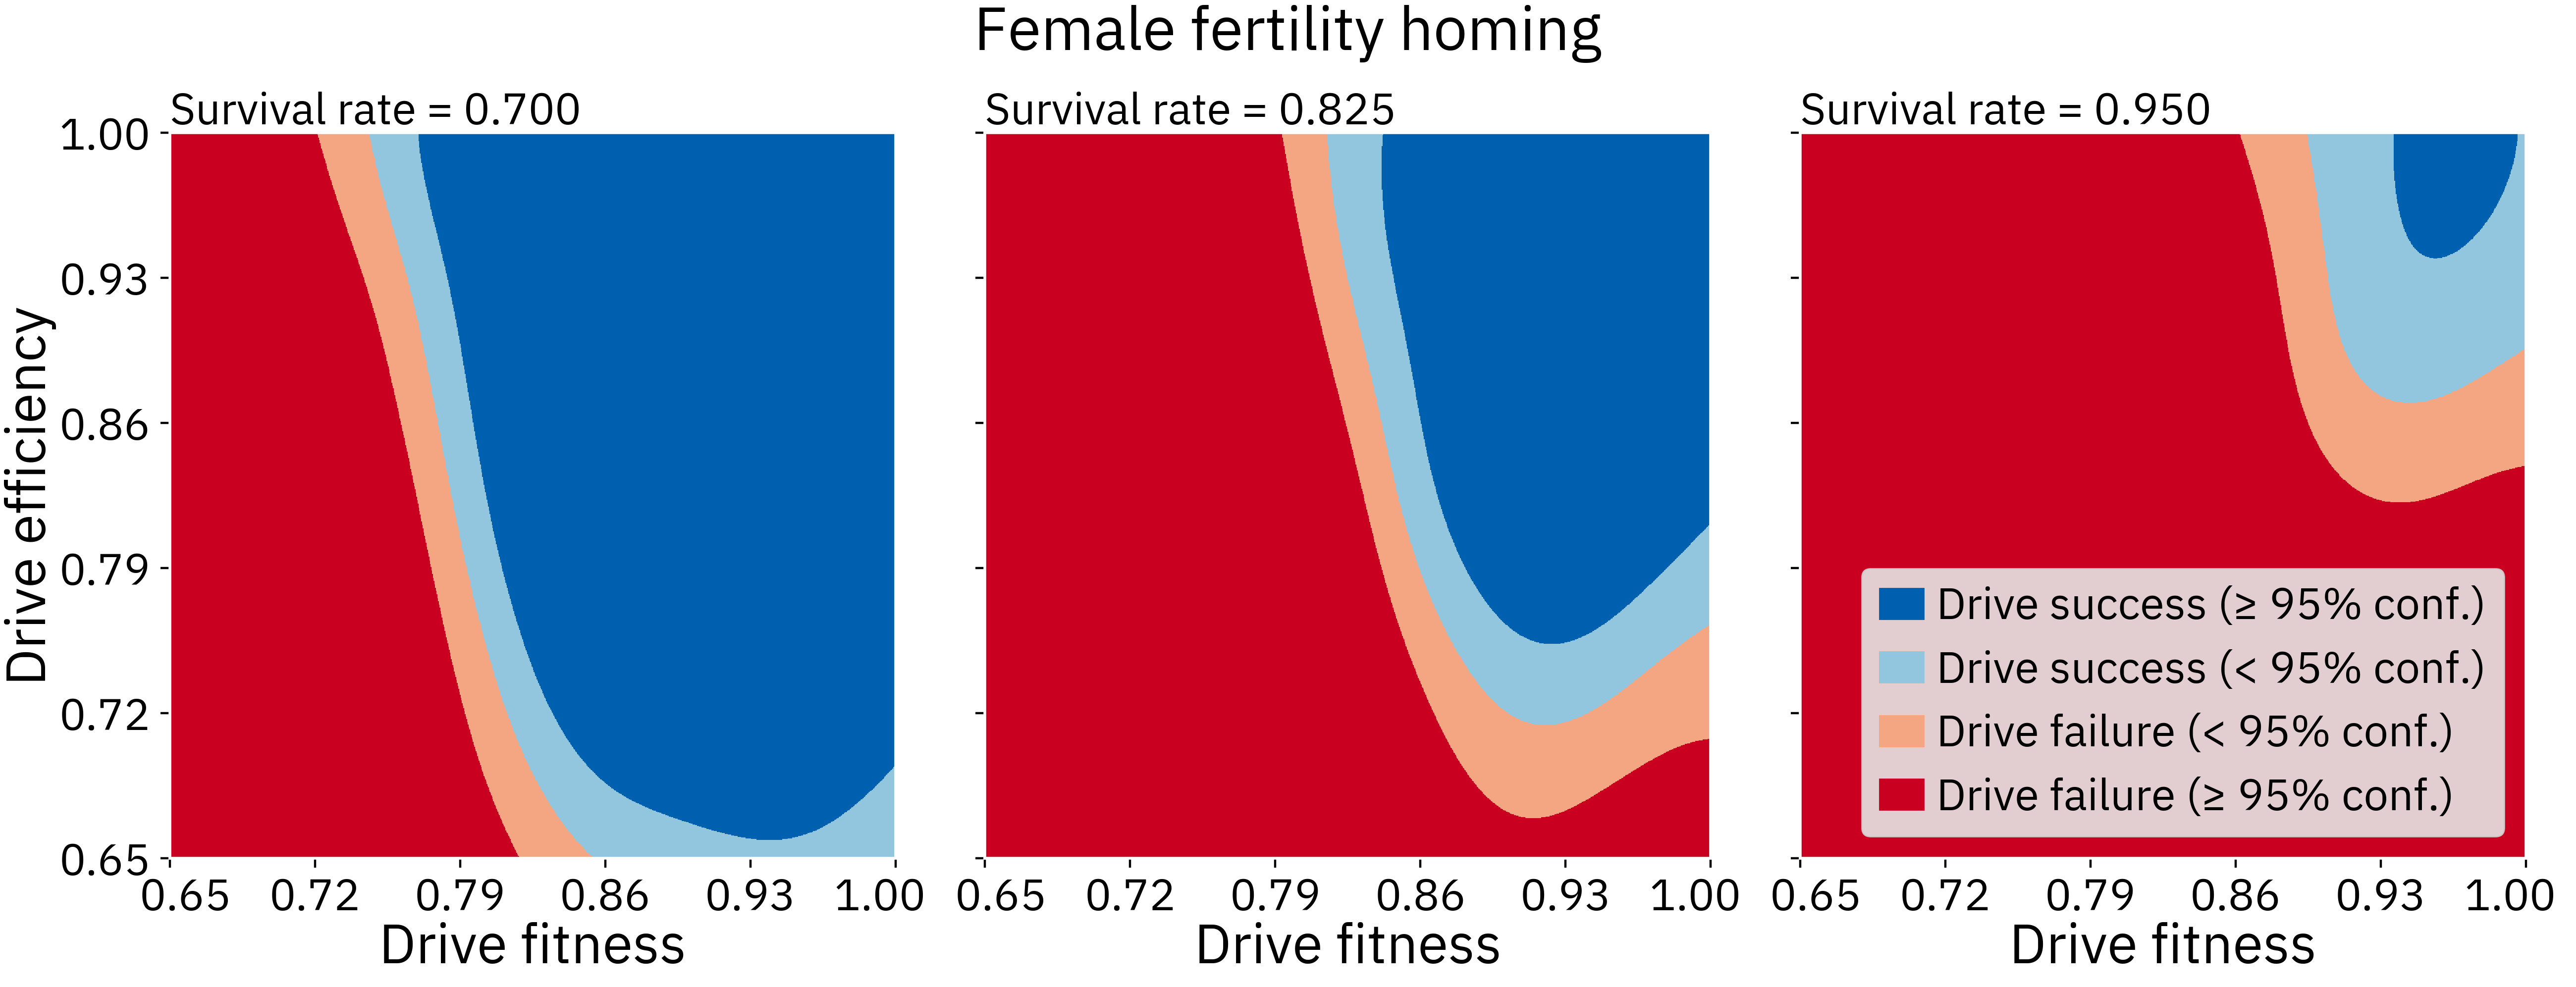 Female fertility homing
Survival rate = 0.700
Survival rate = 0.825
Survival rate = 0.950
Drive efficiency
1.00
0.93
0.86
0.79
0.72
0.65
0.65 0.72 0.79 0.86 0.93 1.00
0.65 0.72 0.79 0.86 0.93 1.00
0.65 0.72 0.79 0.86 0.93 1.00
Drive fitness
Drive fitness
Drive fitness
Drive success (≥ 95% conf.)
Drive success (< 95% conf.)
Drive failure (< 95% conf.)
Drive failure (≥ 95% conf.)